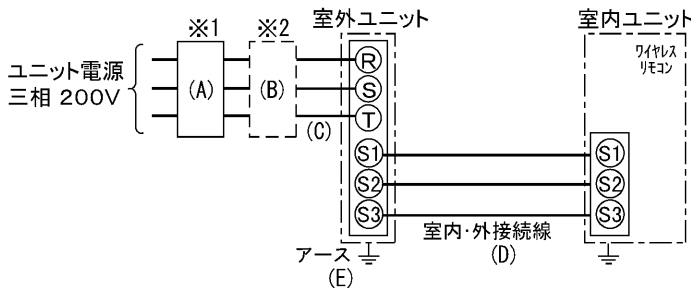 ※1
※2
室外ユニット
室内ユニット
ユニット電源
三相 200V
(A)
(B)
(C)
R
S
T
S1
S2
S3
ワイヤレス
リモコン
S1
S2
S3
室内・外接続線
(D)
アース
(E)